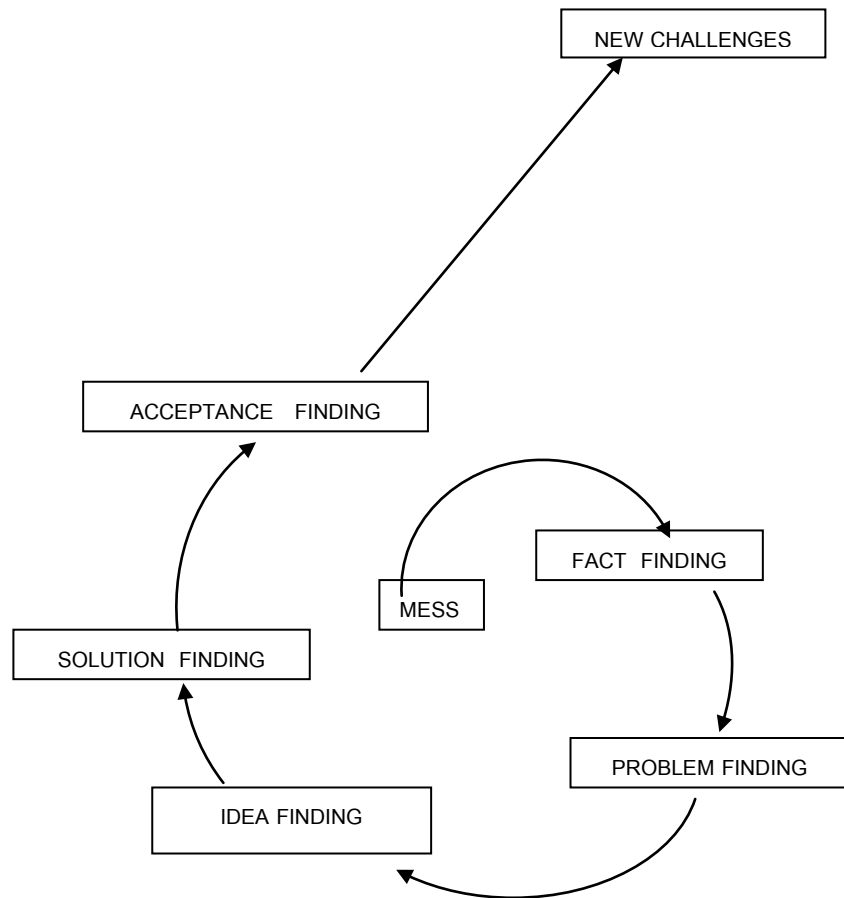 NEW CHALLENGES
ACCEPTANCE FINDING
FACT FINDING
MESS
SOLUTION FINDING
PROBLEM FINDING
IDEA FINDING